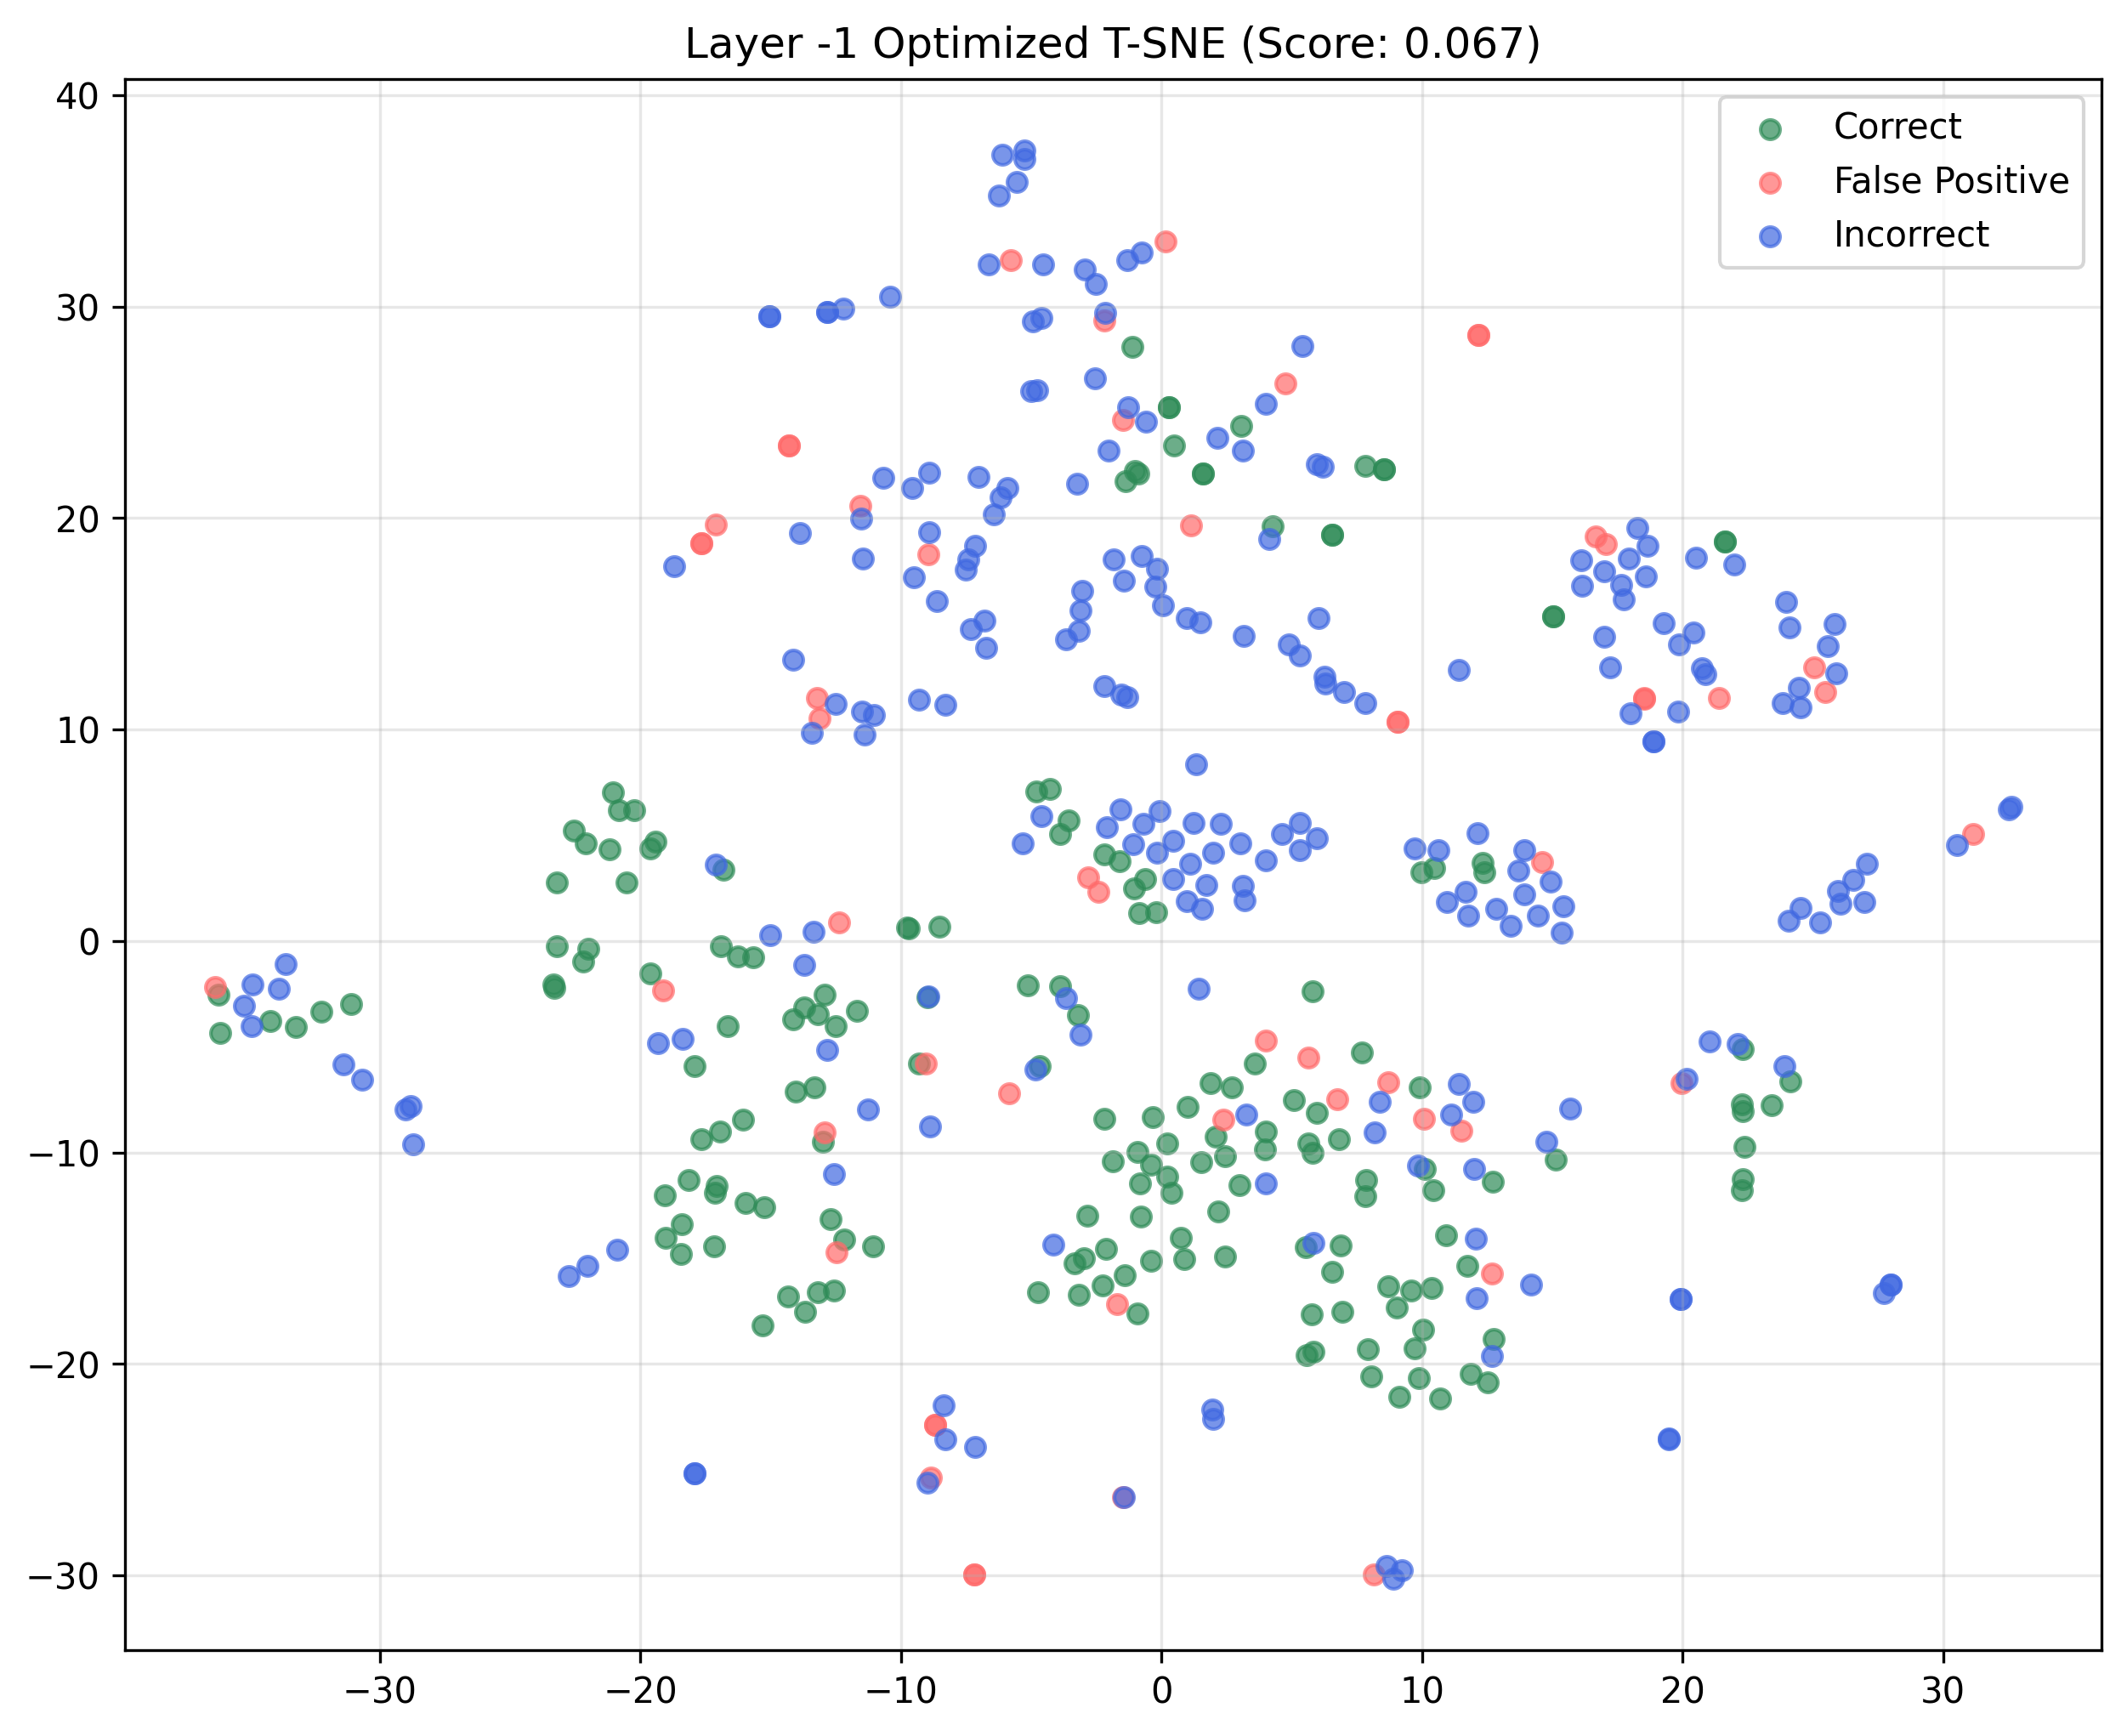 Layer -1 Optimized T-SNE (Score: 0.067)
Correct
False Positive
Incorrect
40
30
20
10
0
−10
−20
−30
−30 −20 −10 0 10 20 30